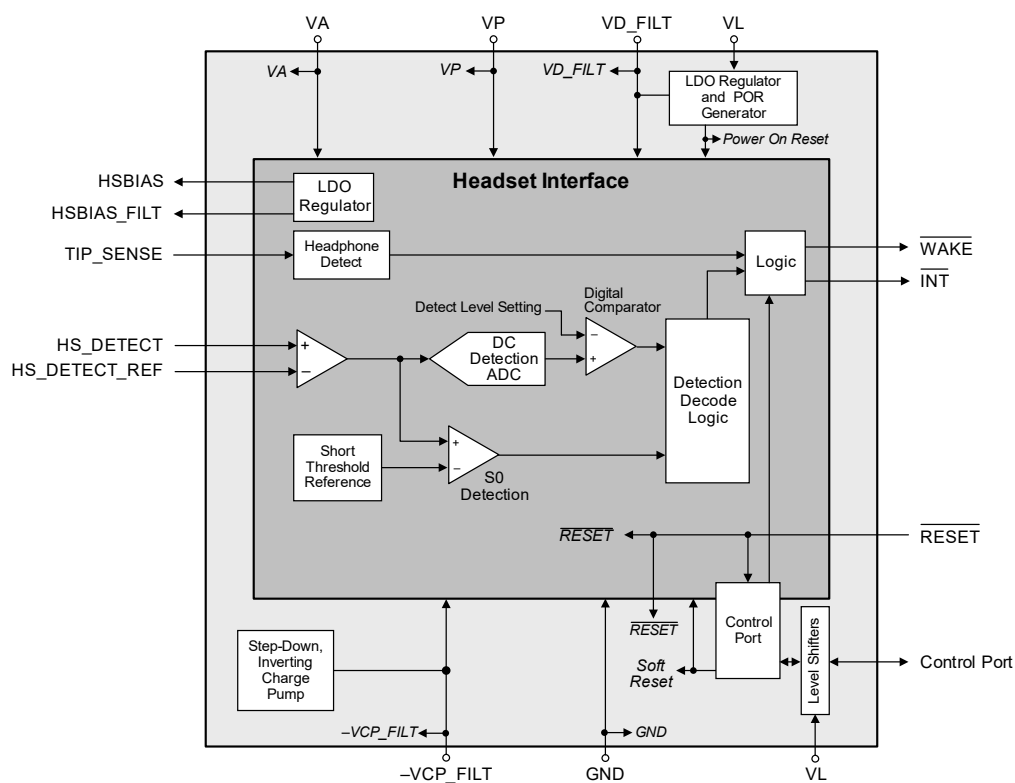 VA
VP
VD_FILT
VL
VA
VP
VD_FILT
LDO Regulator
and POR
Generator
Power On Reset
Headset Interface
HSBIAS
HSBIAS_FILT
LDO
Regulator
TIP_SENSE
Headphone
Detect
Logic
WAKE
INT
Detect Level Setting
Digital
Comparator
–
+
HS_DETECT
HS_DETECT_REF
+
–
DC
Detection
ADC
Detection
Decode
Logic
Short
Threshold
Reference
+
–
S0
Detection
RESET
RESET
RESET
Control
Port
Soft
Reset
Level Shifters
Control Port
Step-Down,
Inverting
Charge
Pump
–VCP_FILT
GND
–VCP_FILT
GND
VL